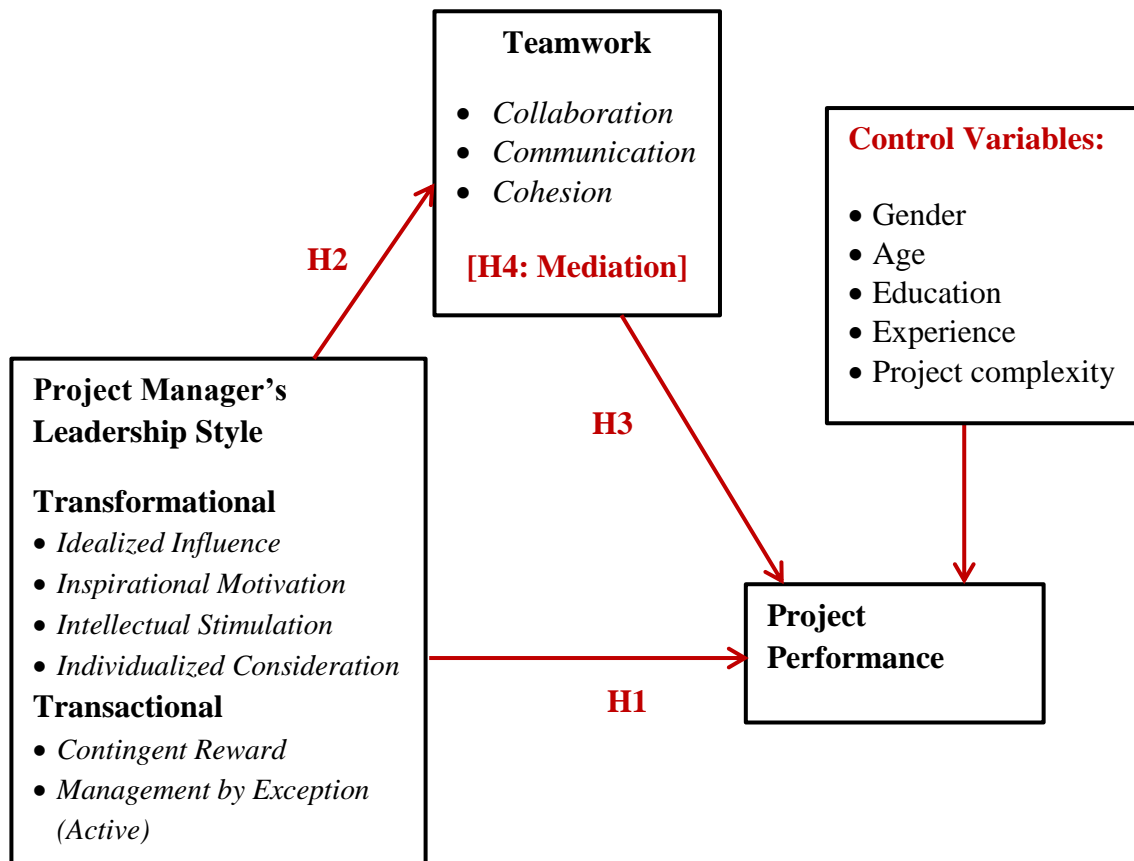 Teamwork
• Collaboration
• Communication
• Cohesion
[H4: Mediation]
Control Variables:
• Gender
• Age
• Education
• Experience
• Project complexity
H2
H3
Project Manager’s
Leadership Style
Transformational
• Idealized Influence
• Inspirational Motivation
• Intellectual Stimulation
• Individualized Consideration
Transactional
• Contingent Reward
• Management by Exception
(Active)
H1
Project
Performance